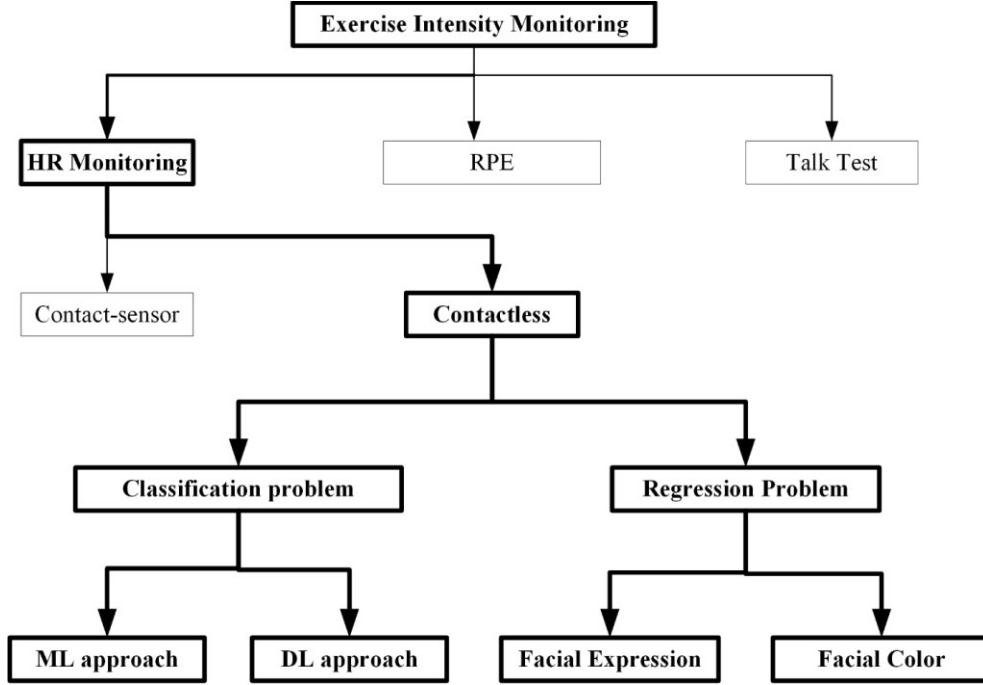 Exercise Intensity Monitoring
HR Monitoring
RPE
Talk Test
Contact-sensor
Contactless
Classification problem
Regression Problem
ML approach
DL approach
Facial Expression
Facial Color